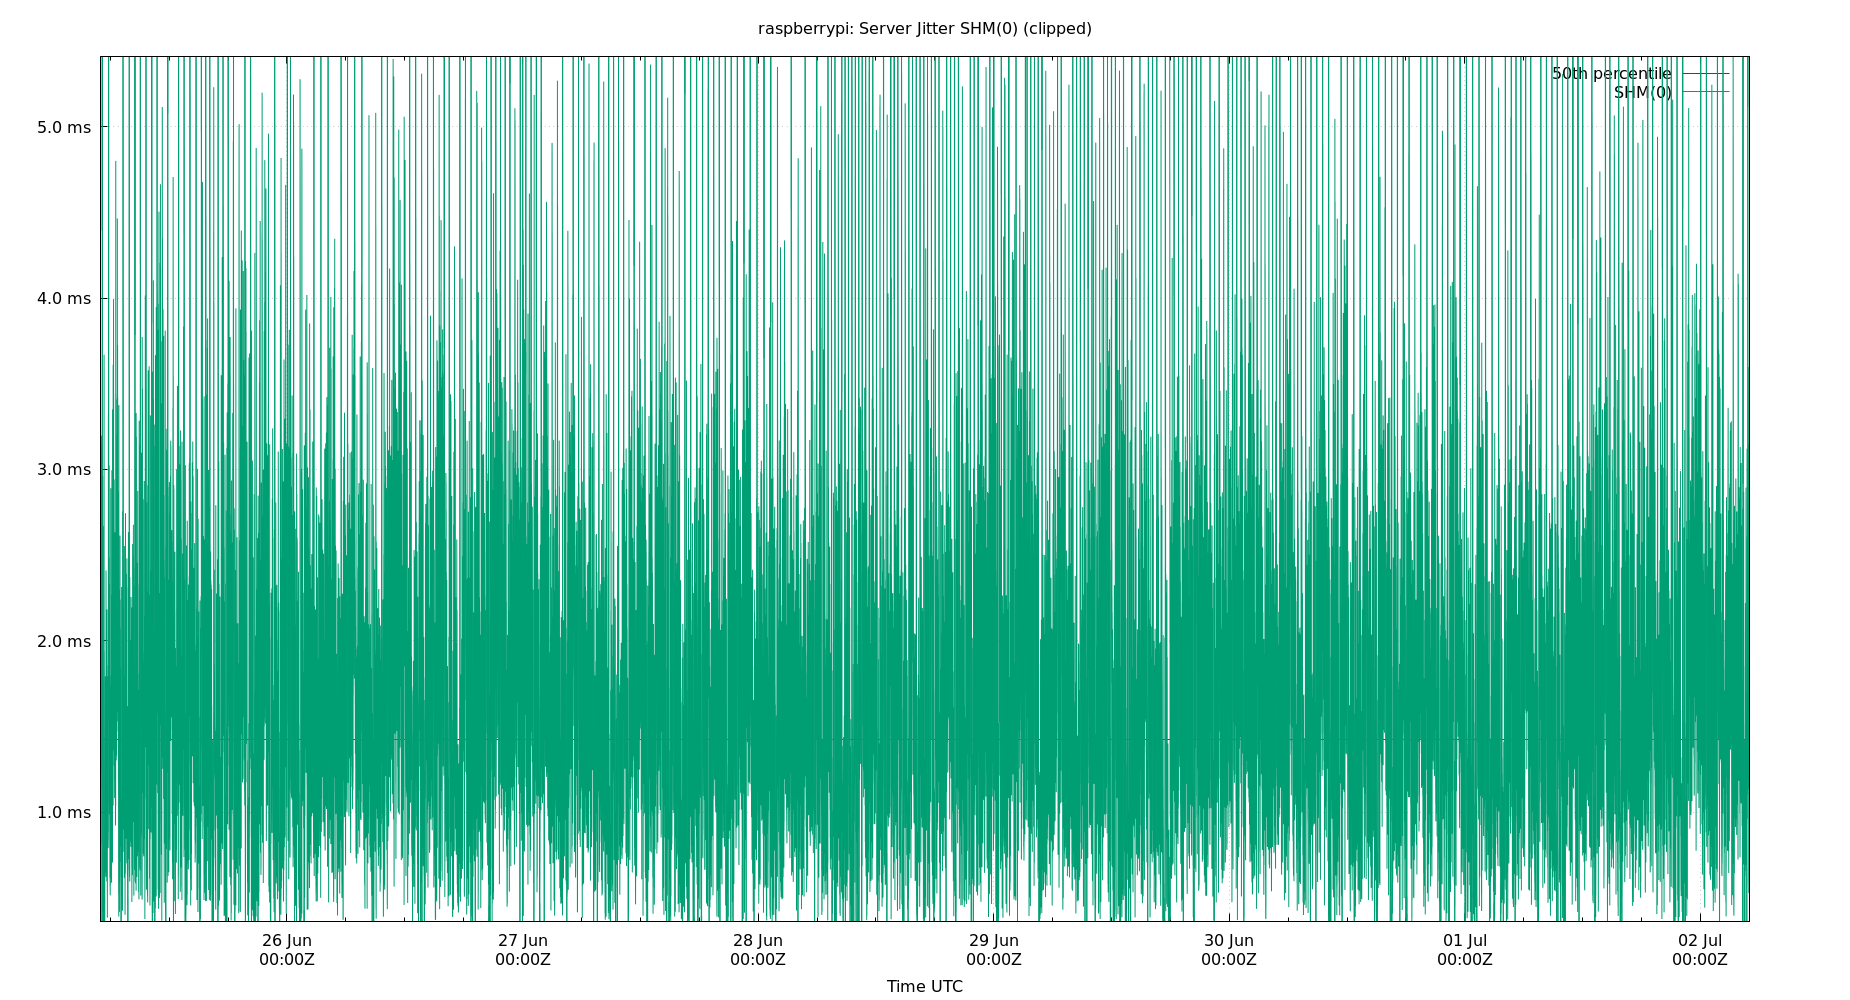 raspberrypi: Server Jitter SHM(0) (clipped)
50th percentile
SHM(0)
5.0 ms
4.0 ms
3.0 ms
2.0 ms
1.0 ms
26 Jun 27 Jun 28 Jun 29 Jun 30 Jun 01 Jul 02 Jul
00:00Z 00:00Z 00:00Z 00:00Z 00:00Z 00:00Z 00:00Z
Time UTC